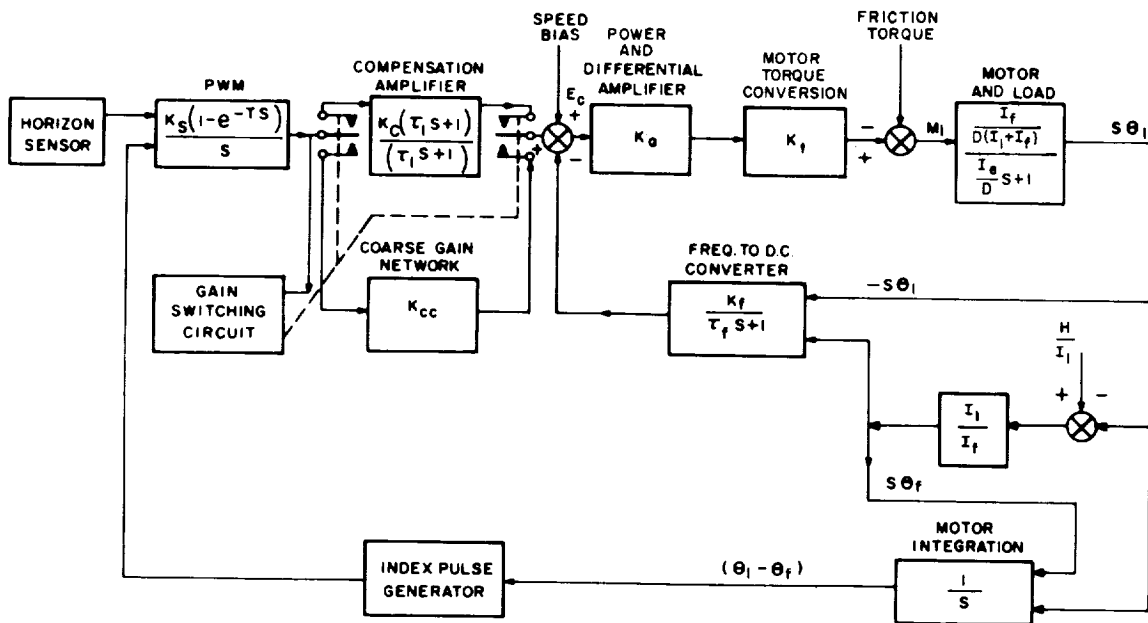 SPEED
BIAS
POWER
AND
DIFFERENTIAL
AMPLIFIER
MOTOR
TORQUE
CONVERSION
FRICTION
TORQUE
MOTOR
AND LOAD
COMPENSATION
AMPLIFIER
PWM
HORIZON
SENSOR
K_S(1-e^{-TS})
S
K_C(τ_1 S+1)
(τ_1 S+1)
+
E_C
+
−
K_a
K_t
−
+
M_1
I_f
D(I_1+I_f)
I_e
D
S+1
SΘ_1
GAIN
SWITCHING
CIRCUIT
COARSE GAIN
NETWORK
K_CC
FREQ. TO D.C.
CONVERTER
K_f
τ_f S+1
−SΘ_1
H
I_1
+
−
I_1
I_f
SΘ_f
MOTOR
INTEGRATION
1
S
(Θ_1−Θ_f)
INDEX PULSE
GENERATOR